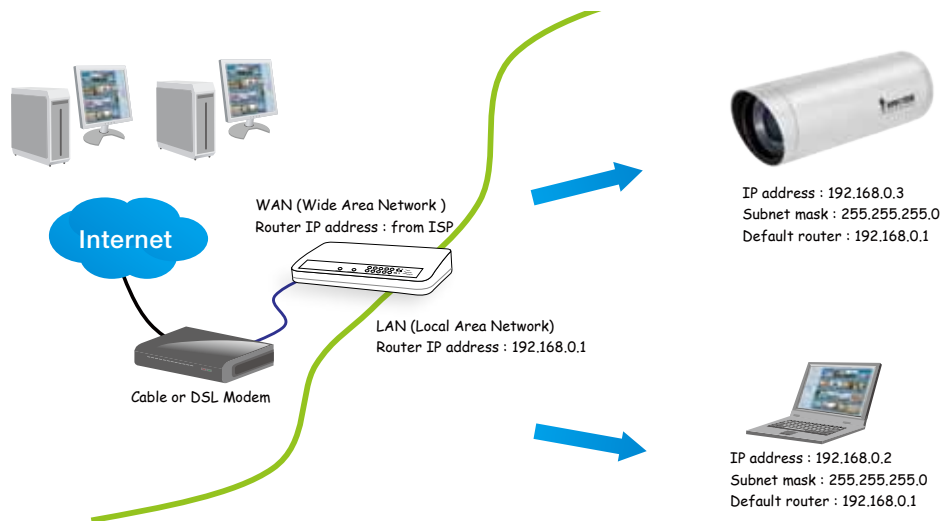 WAN (Wide Area Network )
Router IP address : from ISP
Internet
LAN (Local Area Network)
Router IP address : 192.168.0.1
Cable or DSL Modem
IP address : 192.168.0.3
Subnet mask : 255.255.255.0
Default router : 192.168.0.1
IP address : 192.168.0.2
Subnet mask : 255.255.255.0
Default router : 192.168.0.1